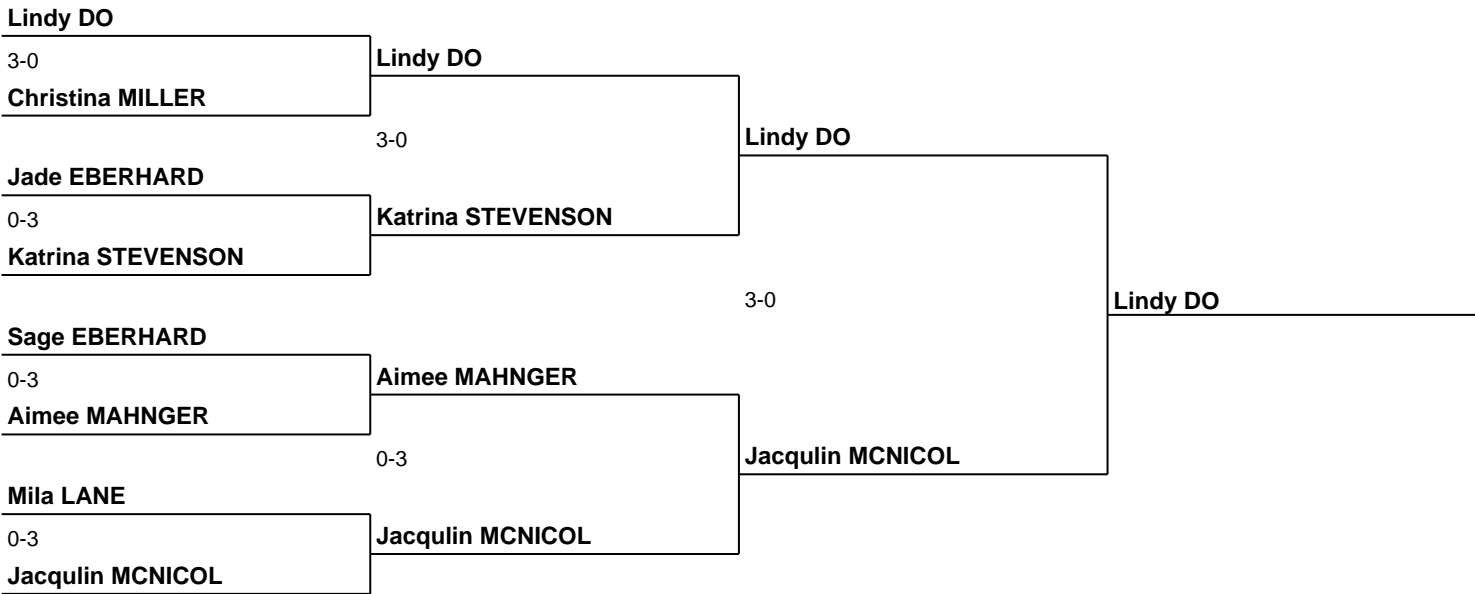 Lindy DO
3-0
Christina MILLER
Jade EBERHARD
0-3
Katrina STEVENSON
Sage EBERHARD
0-3
Aimee MAHNGER
Mila LANE
0-3
Jacqulin MCNICOL
Lindy DO
3-0
Katrina STEVENSON
Aimee MAHNGER
0-3
Jacqulin MCNICOL
Lindy DO
3-0
Jacqulin MCNICOL
Lindy DO